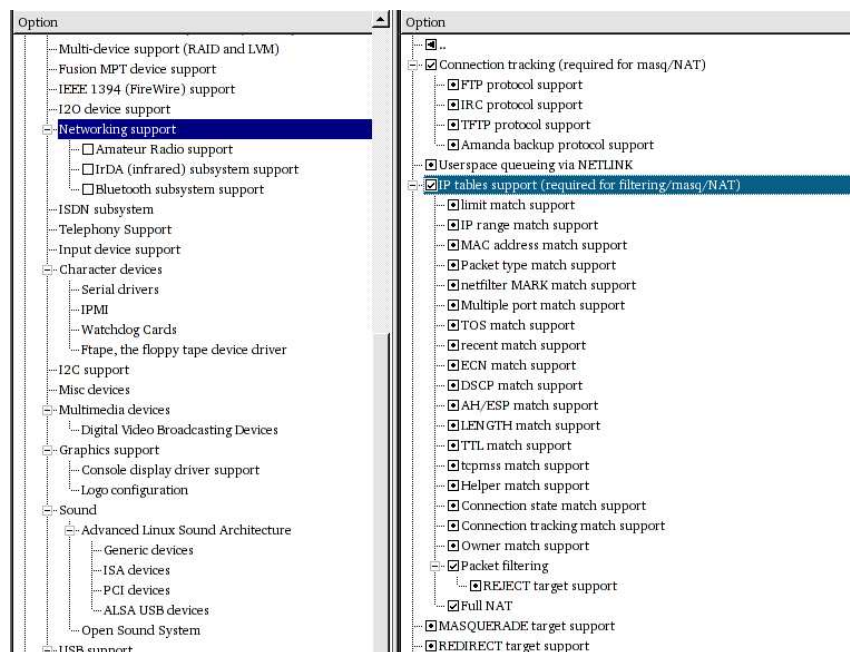 Option
Multi-device support (RAID and LVM)
Fusion MPT device support
IEEE 1394 (FireWire) support
I2O device support
Networking support
Amateur Radio support
IrDA (infrared) subsystem support
Bluetooth subsystem support
ISDN subsystem
Telephony Support
Input device support
Character devices
Serial drivers
IPMI
Watchdog Cards
Ftape, the floppy tape device driver
I2C support
Misc devices
Multimedia devices
Digital Video Broadcasting Devices
Graphics support
Console display driver support
Logo configuration
Sound
Advanced Linux Sound Architecture
Generic devices
ISA devices
PCI devices
ALSA USB devices
Open Sound System
USB support
Option
..
Connection tracking (required for masq/NAT)
FTP protocol support
IRC protocol support
TFTP protocol support
Amanda backup protocol support
Userspace queueing via NETLINK
IP tables support (required for filtering/masq/NAT)
limit match support
IP range match support
MAC address match support
Packet type match support
netfilter MARK match support
Multiple port match support
TOS match support
recent match support
ECN match support
DSCP match support
AH/ESP match support
LENGTH match support
TTL match support
tcpmss match support
Helper match support
Connection state match support
Connection tracking match support
Owner match support
Packet filtering
REJECT target support
Full NAT
MASQUERADE target support
REDIRECT target support